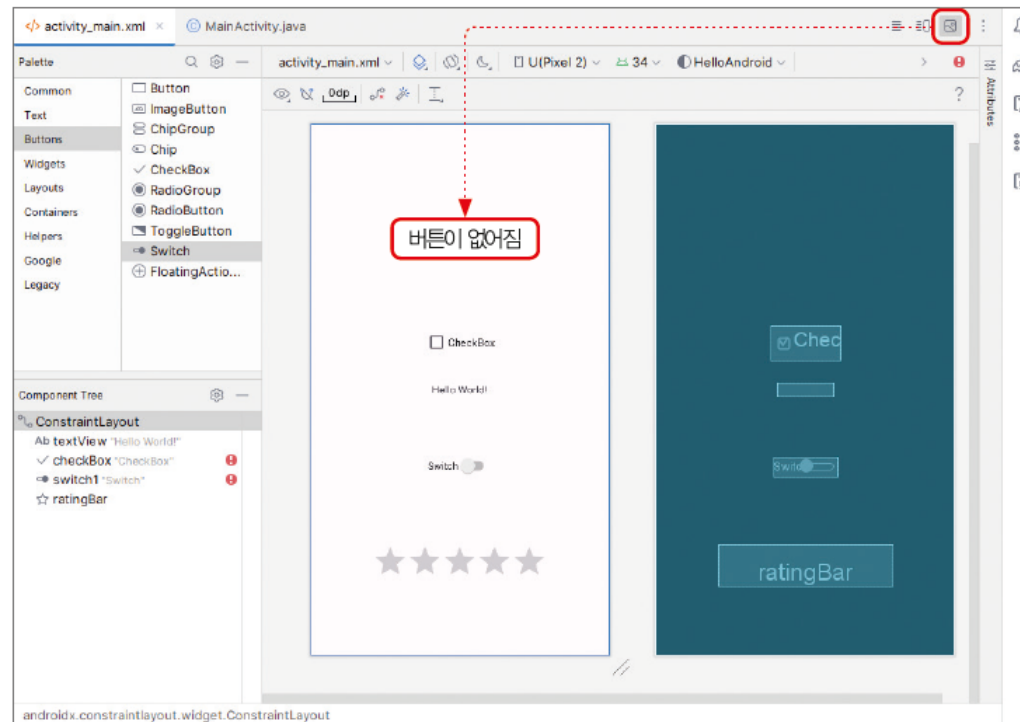 activity_main.xml
MainActivity.java
Palette
activity_main.xml
U(Pixel 2)
34
HelloAndroid
Common
Text
Buttons
Widgets
Layouts
Containers
Helpers
Google
Legacy
Button
ImageButton
ChipGroup
Chip
CheckBox
RadioGroup
RadioButton
ToggleButton
Switch
FloatingActio...
0dp
?
Attributes
버튼이 없어짐
CheckBox
Hello World!
Switch
Chec
Switc
ratingBar
Component Tree
ConstraintLayout
Ab textView "Hello World!"
checkBox "CheckBox"
switch1 "Switch"
ratingBar
androidx.constraintlayout.widget.ConstraintLayout